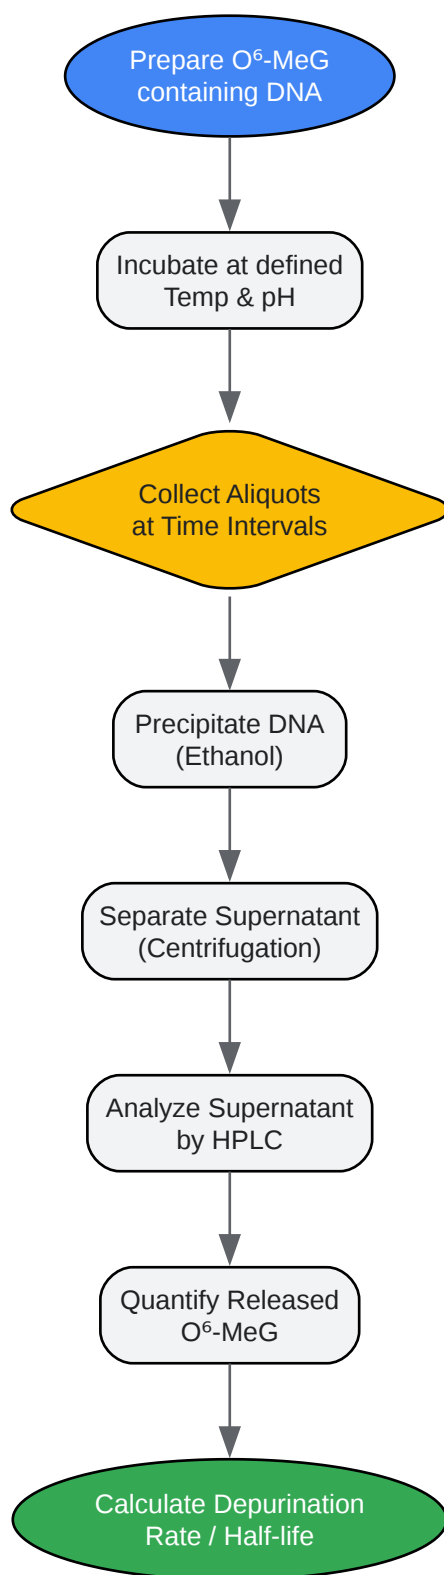 Prepare O⁶-MeG
containing DNA
Incubate at defined
Temp & pH
Collect Aliquots
at Time Intervals
Precipitate DNA
(Ethanol)
Separate Supernatant
(Centrifugation)
Analyze Supernatant
by HPLC
Quantify Released
O⁶-MeG
Calculate Depurination
Rate / Half-life